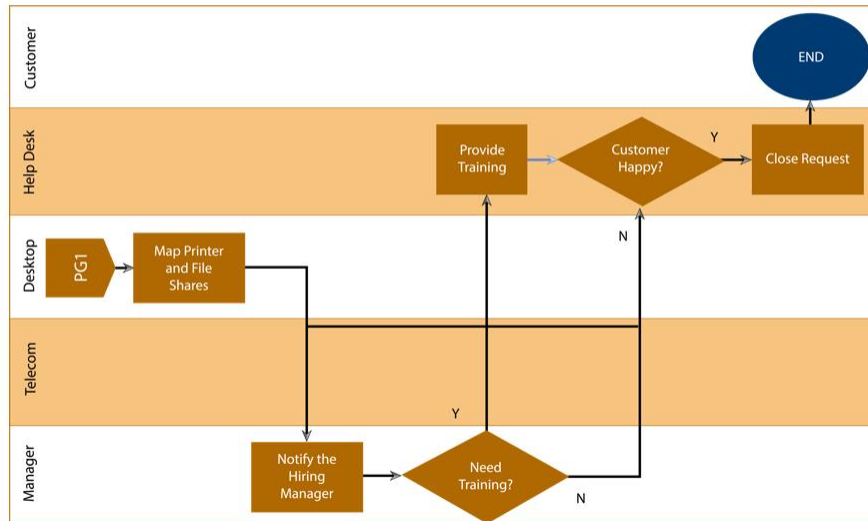 Customer
END
Help Desk
Provide
Training
Customer
Happy?
Y
Close Request
Desktop
PG1
Map Printer
and File
Shares
N
Telecom
Y
Manager
Notify the
Hiring
Manager
Need
Training?
N